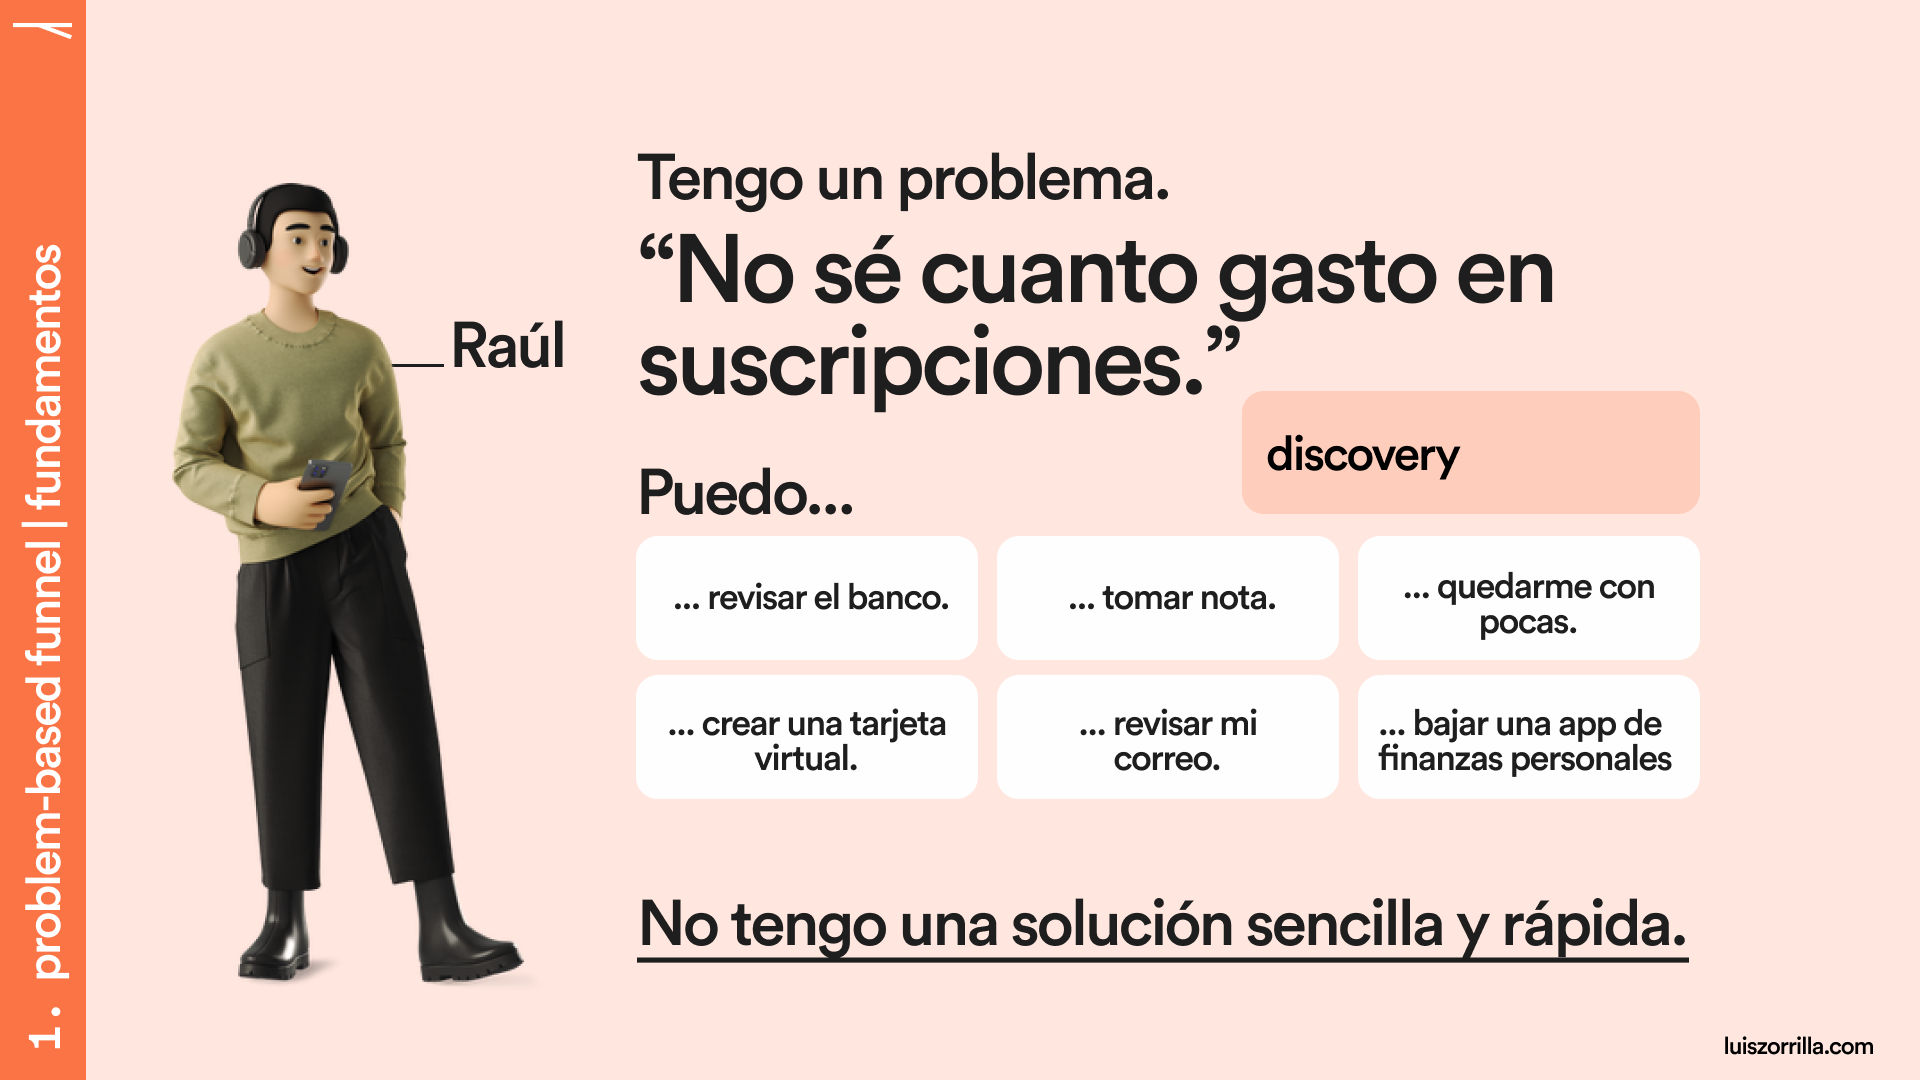 1. problem-based funnel | fundamentos
Raúl
Tengo un problema.
“No sé cuanto gasto en
suscripciones.”
discovery
Puedo...
... revisar el banco.
... tomar nota.
... quedarme con
pocas.
... crear una tarjeta
virtual.
... revisar mi
correo.
... bajar una app de
finanzas personales
No tengo una solución sencilla y rápida.
luiszorrilla.com